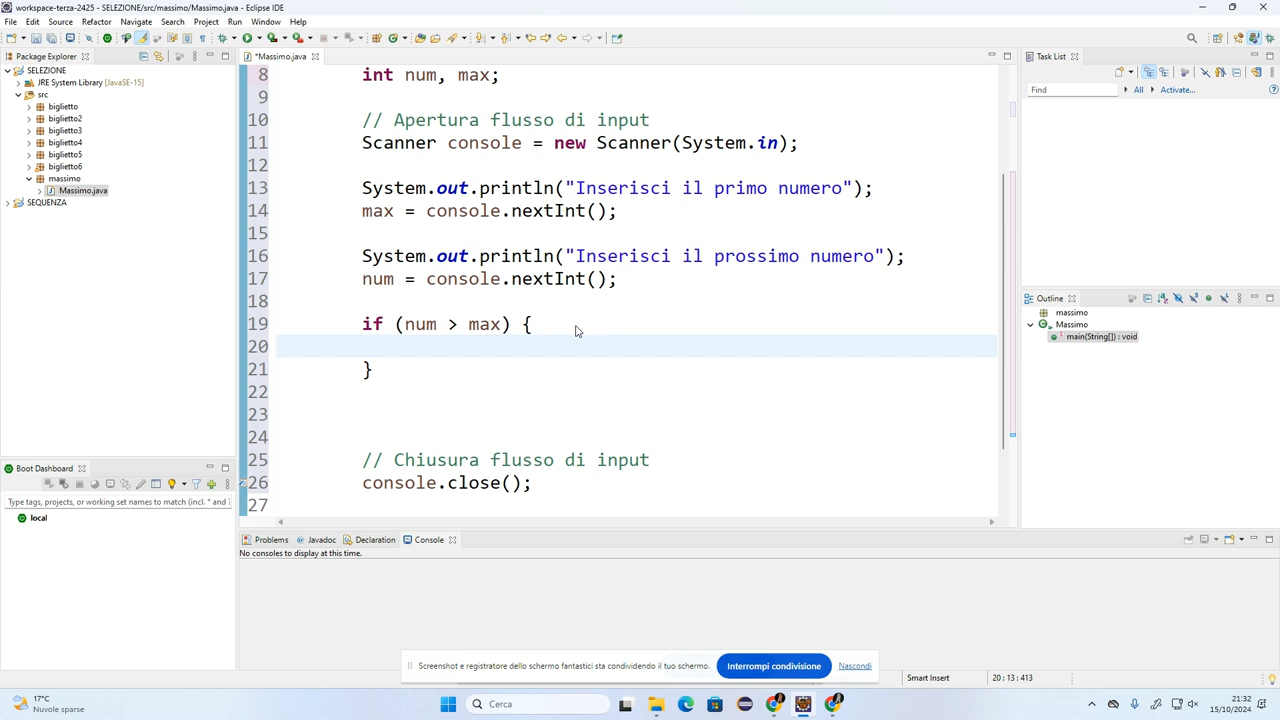 workspace-terza-2425 - SELEZIONE/src/massimo/Massimo.java - Eclipse IDE
File Edit Source Refactor Navigate Search Project Run Window Help
Package Explorer
SELEZIONE
JRE System Library [JavaSE-15]
src
biglietto
biglietto2
biglietto3
biglietto4
biglietto5
biglietto6
massimo
Massimo.java
SEQUENZA
Boot Dashboard
Type tags, projects, or working set names to match (incl. * and
local
*Massimo.java
8 int num, max;
9
10 // Apertura flusso di input
11 Scanner console = new Scanner(System.in);
12
13 System.out.println("Inserisci il primo numero");
14 max = console.nextInt();
15
16 System.out.println("Inserisci il prossimo numero");
17 num = console.nextInt();
18
19 if (num > max) {
20
21 }
22
23
24
25 // Chiusura flusso di input
26 console.close();
27
Problems Javadoc Declaration Console
No consoles to display at this time.
Task List
Find All Activate...
Outline
massimo
Massimo
main(String[]) : void
Screenshot e registratore dello schermo fantastici sta condividendo il tuo schermo. Interrompi condivisione Nascondi
Smart Insert 20 : 13 : 413
17°C
Nuvole sparse
Cerca
21:32
15/10/2024